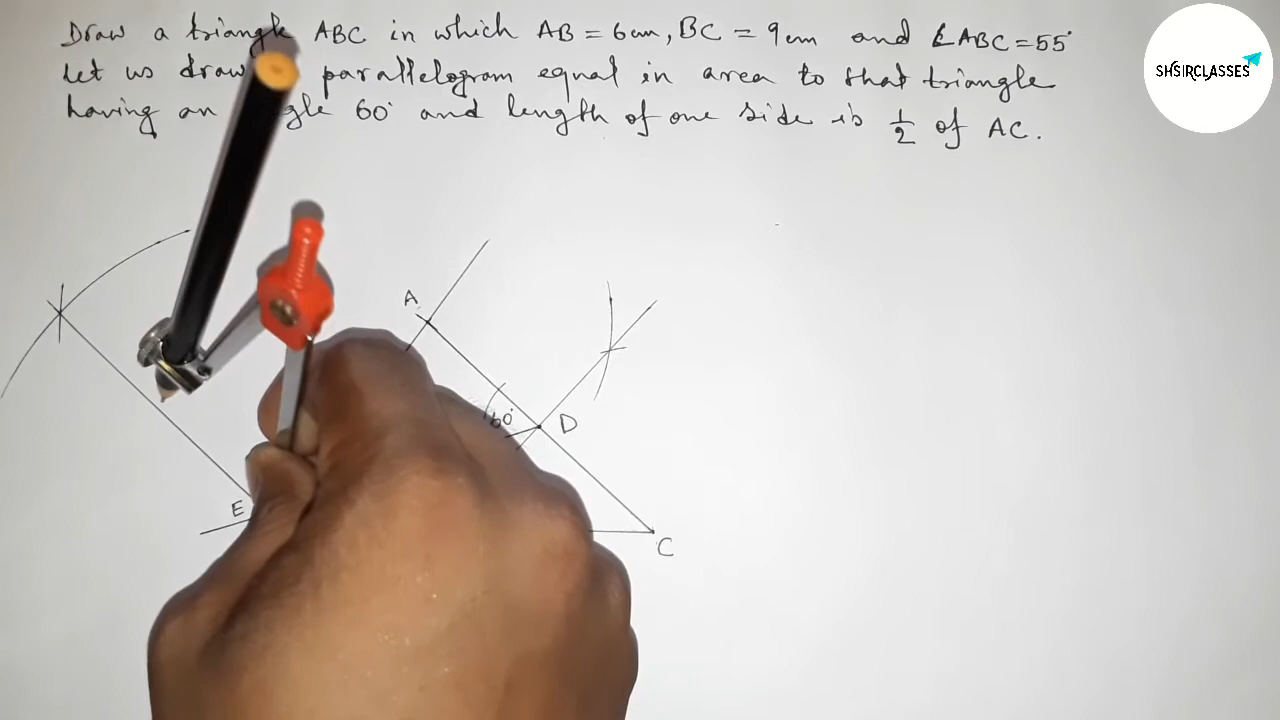 Draw a triangle ABC in which AB = 6cm, BC = 9cm and ∠ABC = 55°
Let us draw parallelogram equal in area to that triangle
having an gle 60° and length of one side is 1/2 of AC.
SHSIRCLASSES
A
60°
D
E
C